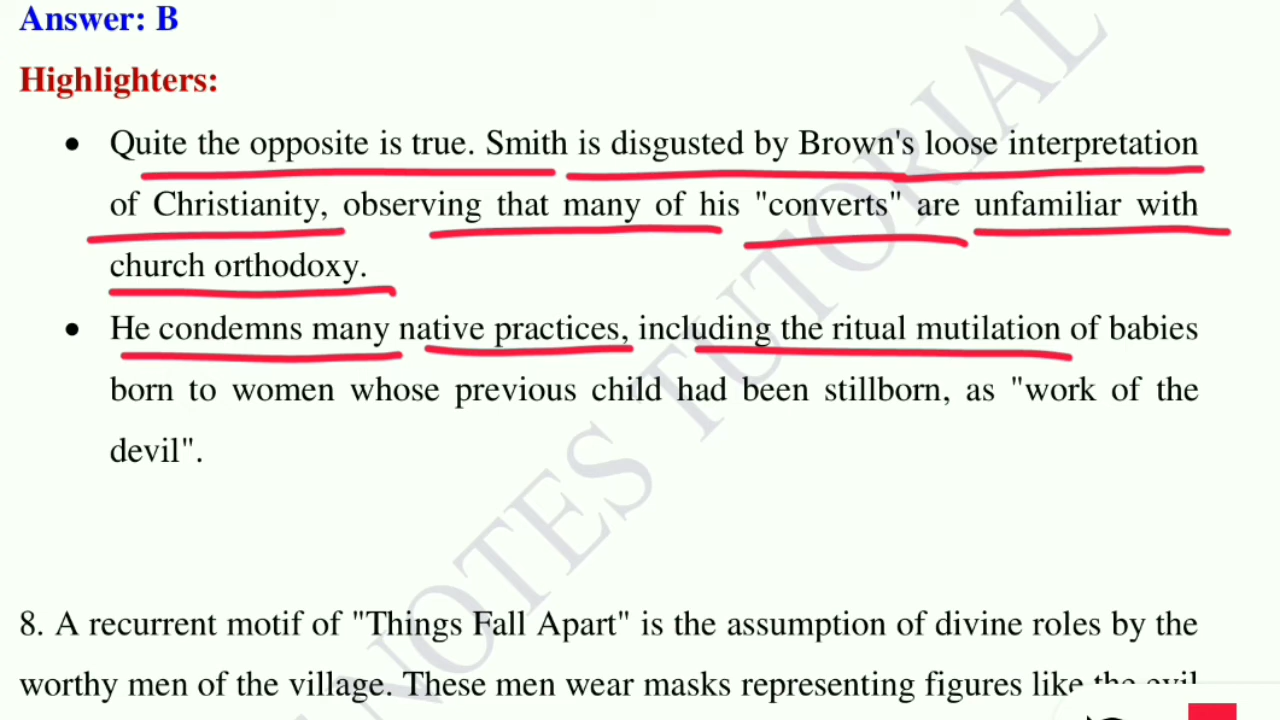 Answer: B
Highlighters:
• Quite the opposite is true. Smith is disgusted by Brown's loose interpretation
of Christianity, observing that many of his "converts" are unfamiliar with
church orthodoxy.
• He condemns many native practices, including the ritual mutilation of babies
born to women whose previous child had been stillborn, as "work of the
devil".
NOTES TUTORIAL
8. A recurrent motif of "Things Fall Apart" is the assumption of divine roles by the
worthy men of the village. These men wear masks representing figures like the evil